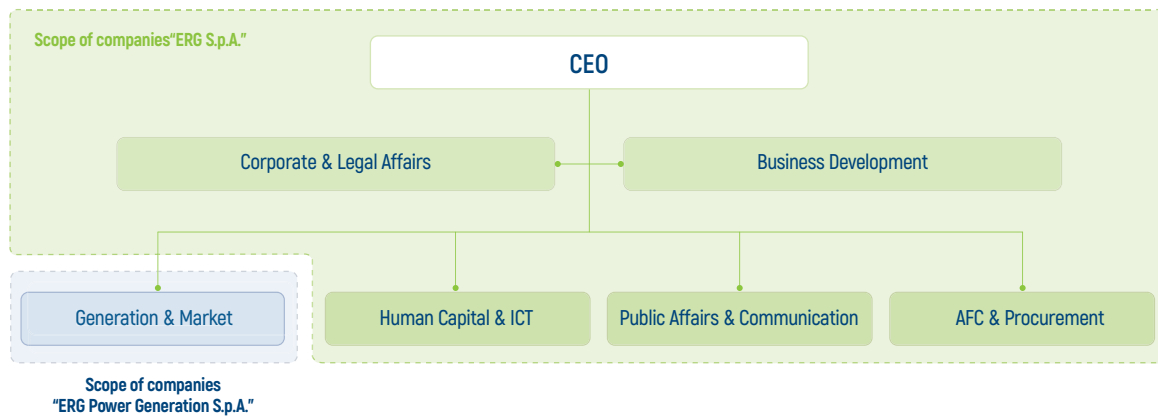 Scope of companies“ERG S.p.A.”
CEO
Corporate & Legal Affairs
Business Development
Generation & Market
Human Capital & ICT
Public Affairs & Communication
AFC & Procurement
Scope of companies
“ERG Power Generation S.p.A.”